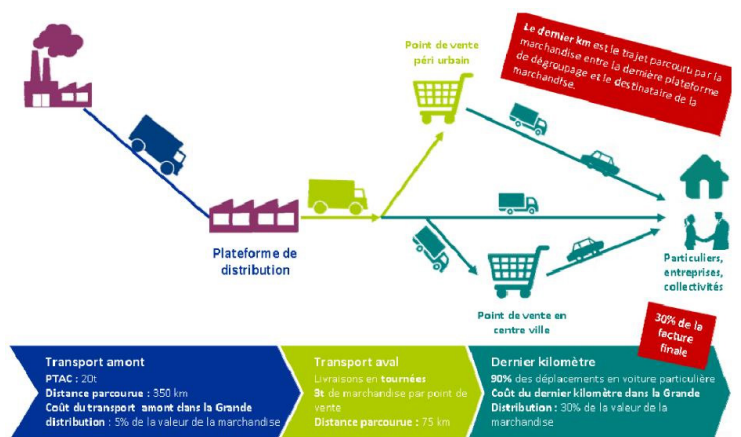 Point de vente
péri urbain
Le dernier km est le trajet parcouru par la
marchandise entre la dernière plateforme
de dégroupage et le destinataire de la
marchandise.
Plateforme de
distribution
Particuliers,
entreprises,
collectivités
Point de vente en
centre ville
30% de la
facture
finale
Transport amont
PTAC : 20t
Distance parcourue : 350 km
Coût du transport amont dans la Grande
distribution : 5% de la valeur de la marchandise
Transport aval
Livraisons en tournées
3t de marchandise par point de
vente
Distance parcourue : 75 km
Dernier kilomètre
90% des déplacements en voiture particulière
Coût du dernier kilomètre dans la Grande
Distribution : 30% de la valeur de la
marchandise